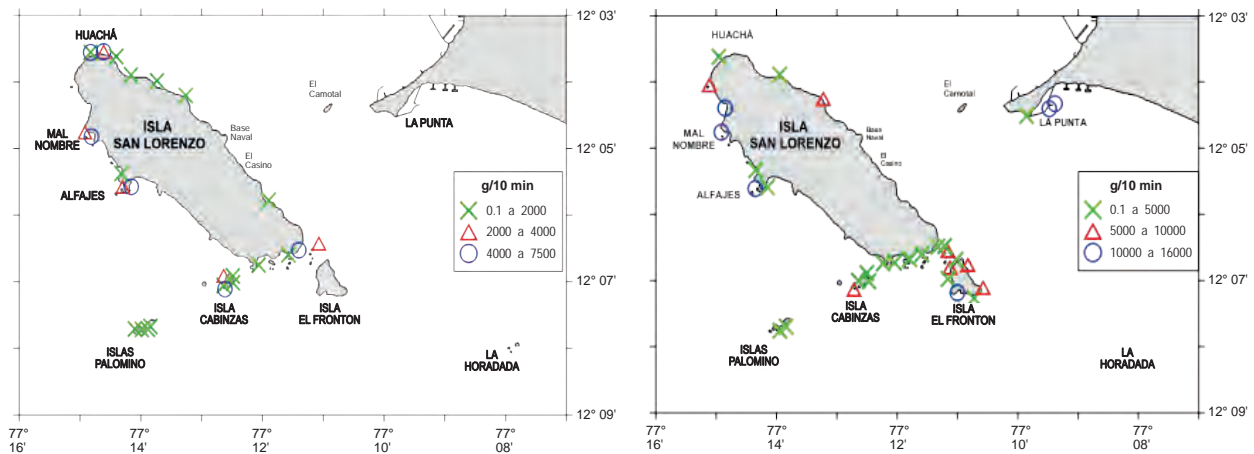 12° 03'
HUACHÁ
El
Camotal
LA PUNTA
ISLA
SAN LORENZO
Base
Naval
MAL
NOMBRE
12° 05'
El
Casino
ALFAJES
g/10 min
0.1 a 2000
2000 a 4000
4000 a 7500
12° 07'
ISLA
CABINZAS
ISLA
EL FRONTON
ISLAS
PALOMINO
LA
HORADADA
12° 09'
77°
16'
77°
14'
77°
12'
77°
10'
77°
08'
12° 03'
HUACHÁ
El
Camotal
LA PUNTA
ISLA
SAN LORENZO
Base
Naval
MAL
NOMBRE
12° 05'
El
Casino
ALFAJES
g/10 min
0.1 a 5000
5000 a 10000
10000 a 16000
12° 07'
ISLA
CABINZAS
ISLA
EL FRONTON
ISLAS
PALOMINO
LA
HORADADA
12° 09'
77°
16'
77°
14'
77°
12'
77°
10'
77°
08'